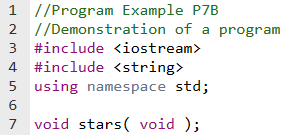 1 //Program Example P7B
2 //Demonstration of a program
3 #include <iostream>
4 #include <string>
5 using namespace std;
6
7 void stars( void );